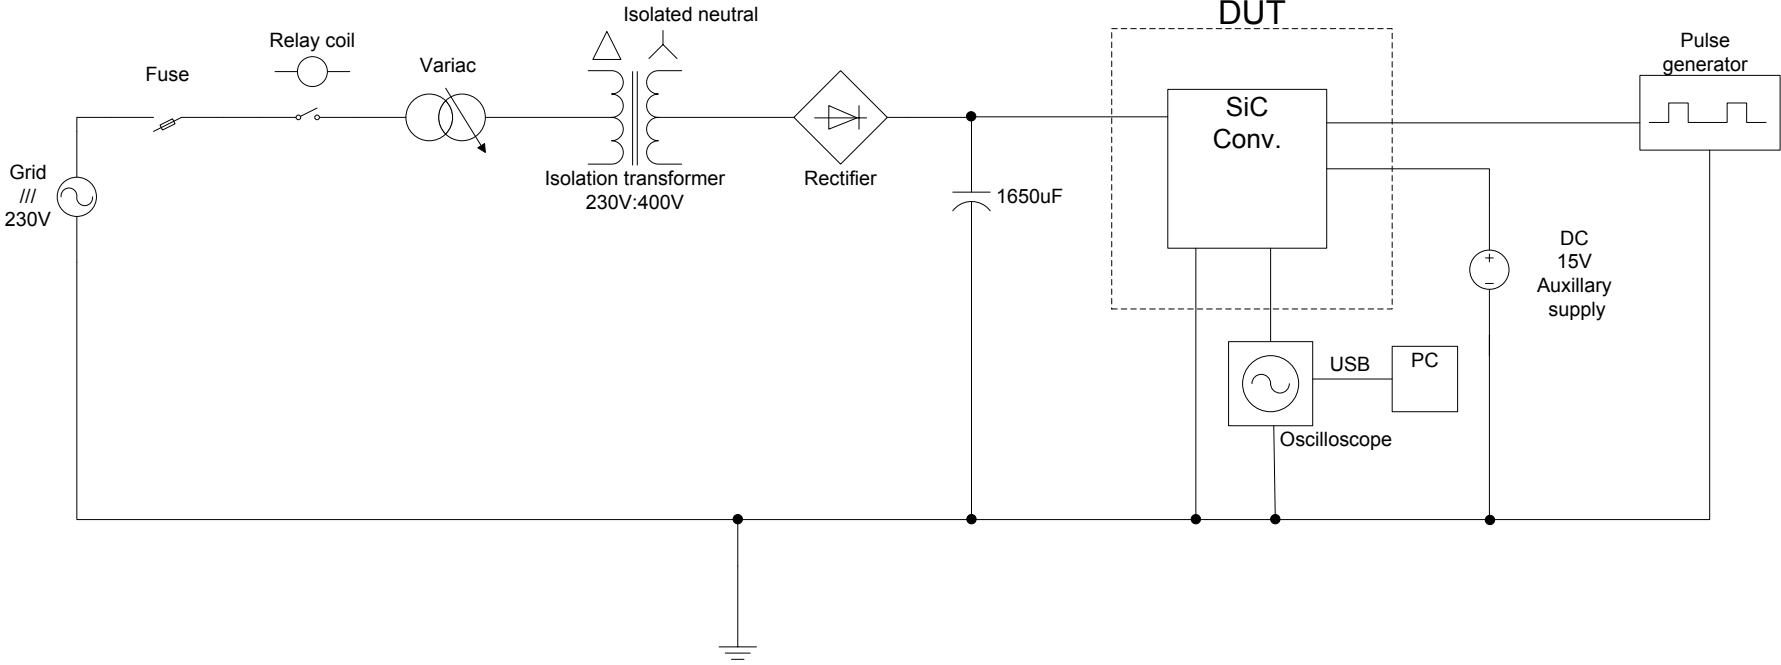 Isolated neutral
DUT
Relay coil
Pulse
generator
Variac
Fuse
SiC
Conv.
Grid
///
230V
Isolation transformer
230V:400V
Rectifier
1650uF
DC
15V
Auxillary
supply
+
–
USB
PC
Oscilloscope